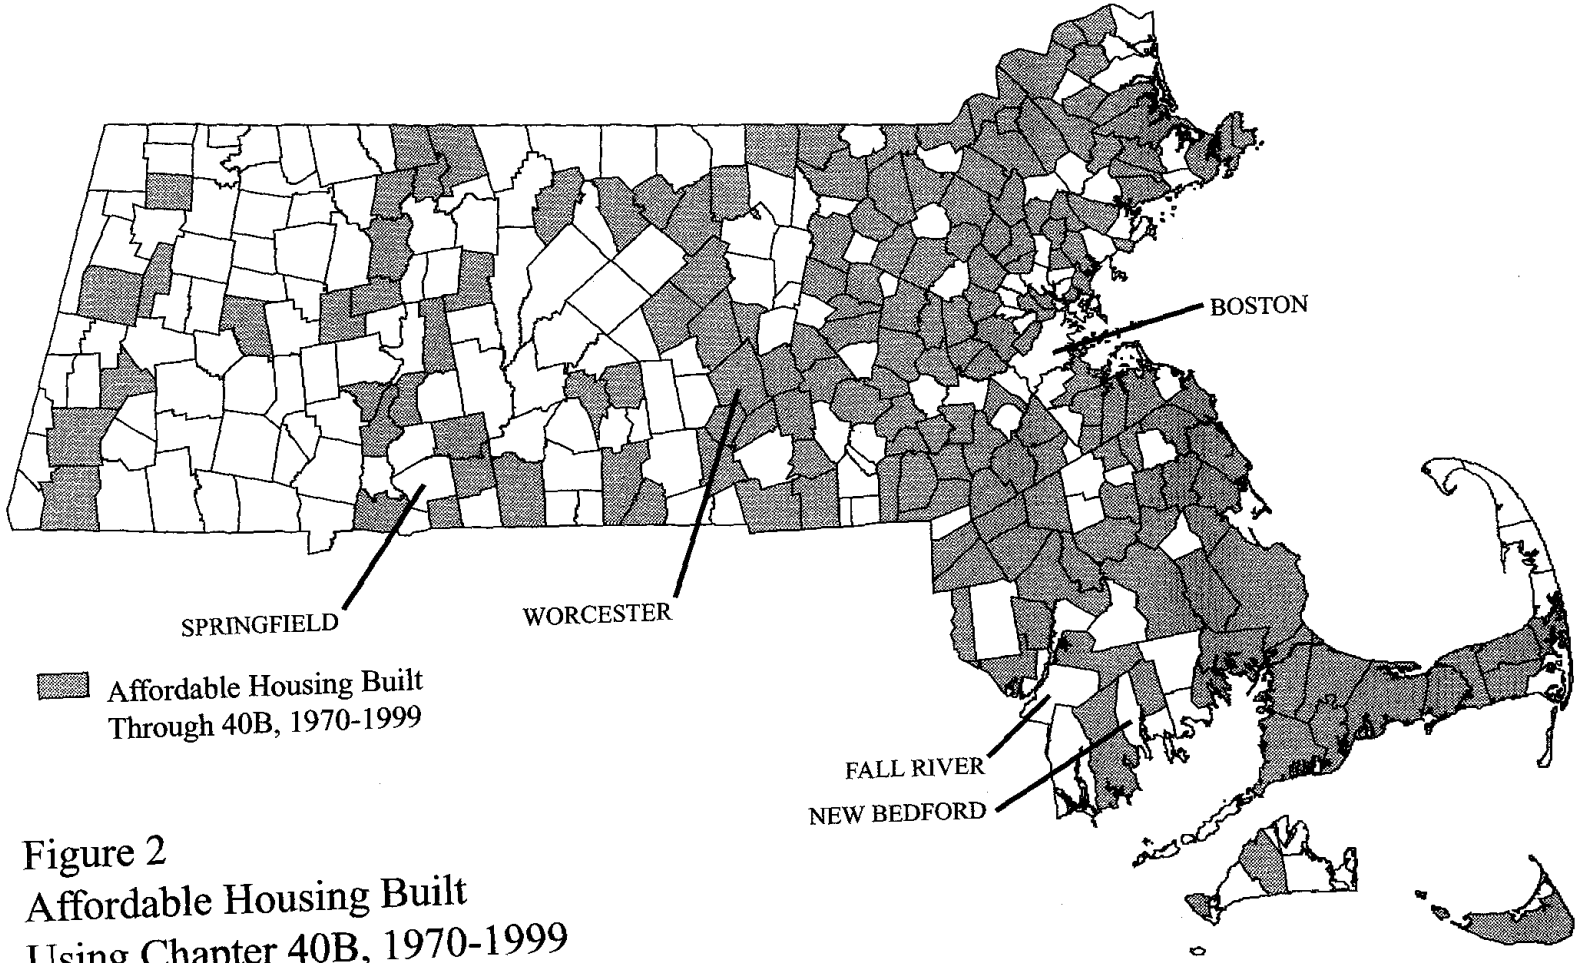 BOSTON
SPRINGFIELD
WORCESTER
Affordable Housing Built
Through 40B, 1970-1999
FALL RIVER
NEW BEDFORD
Figure 2
Affordable Housing Built
Using Chapter 40B, 1970-1999